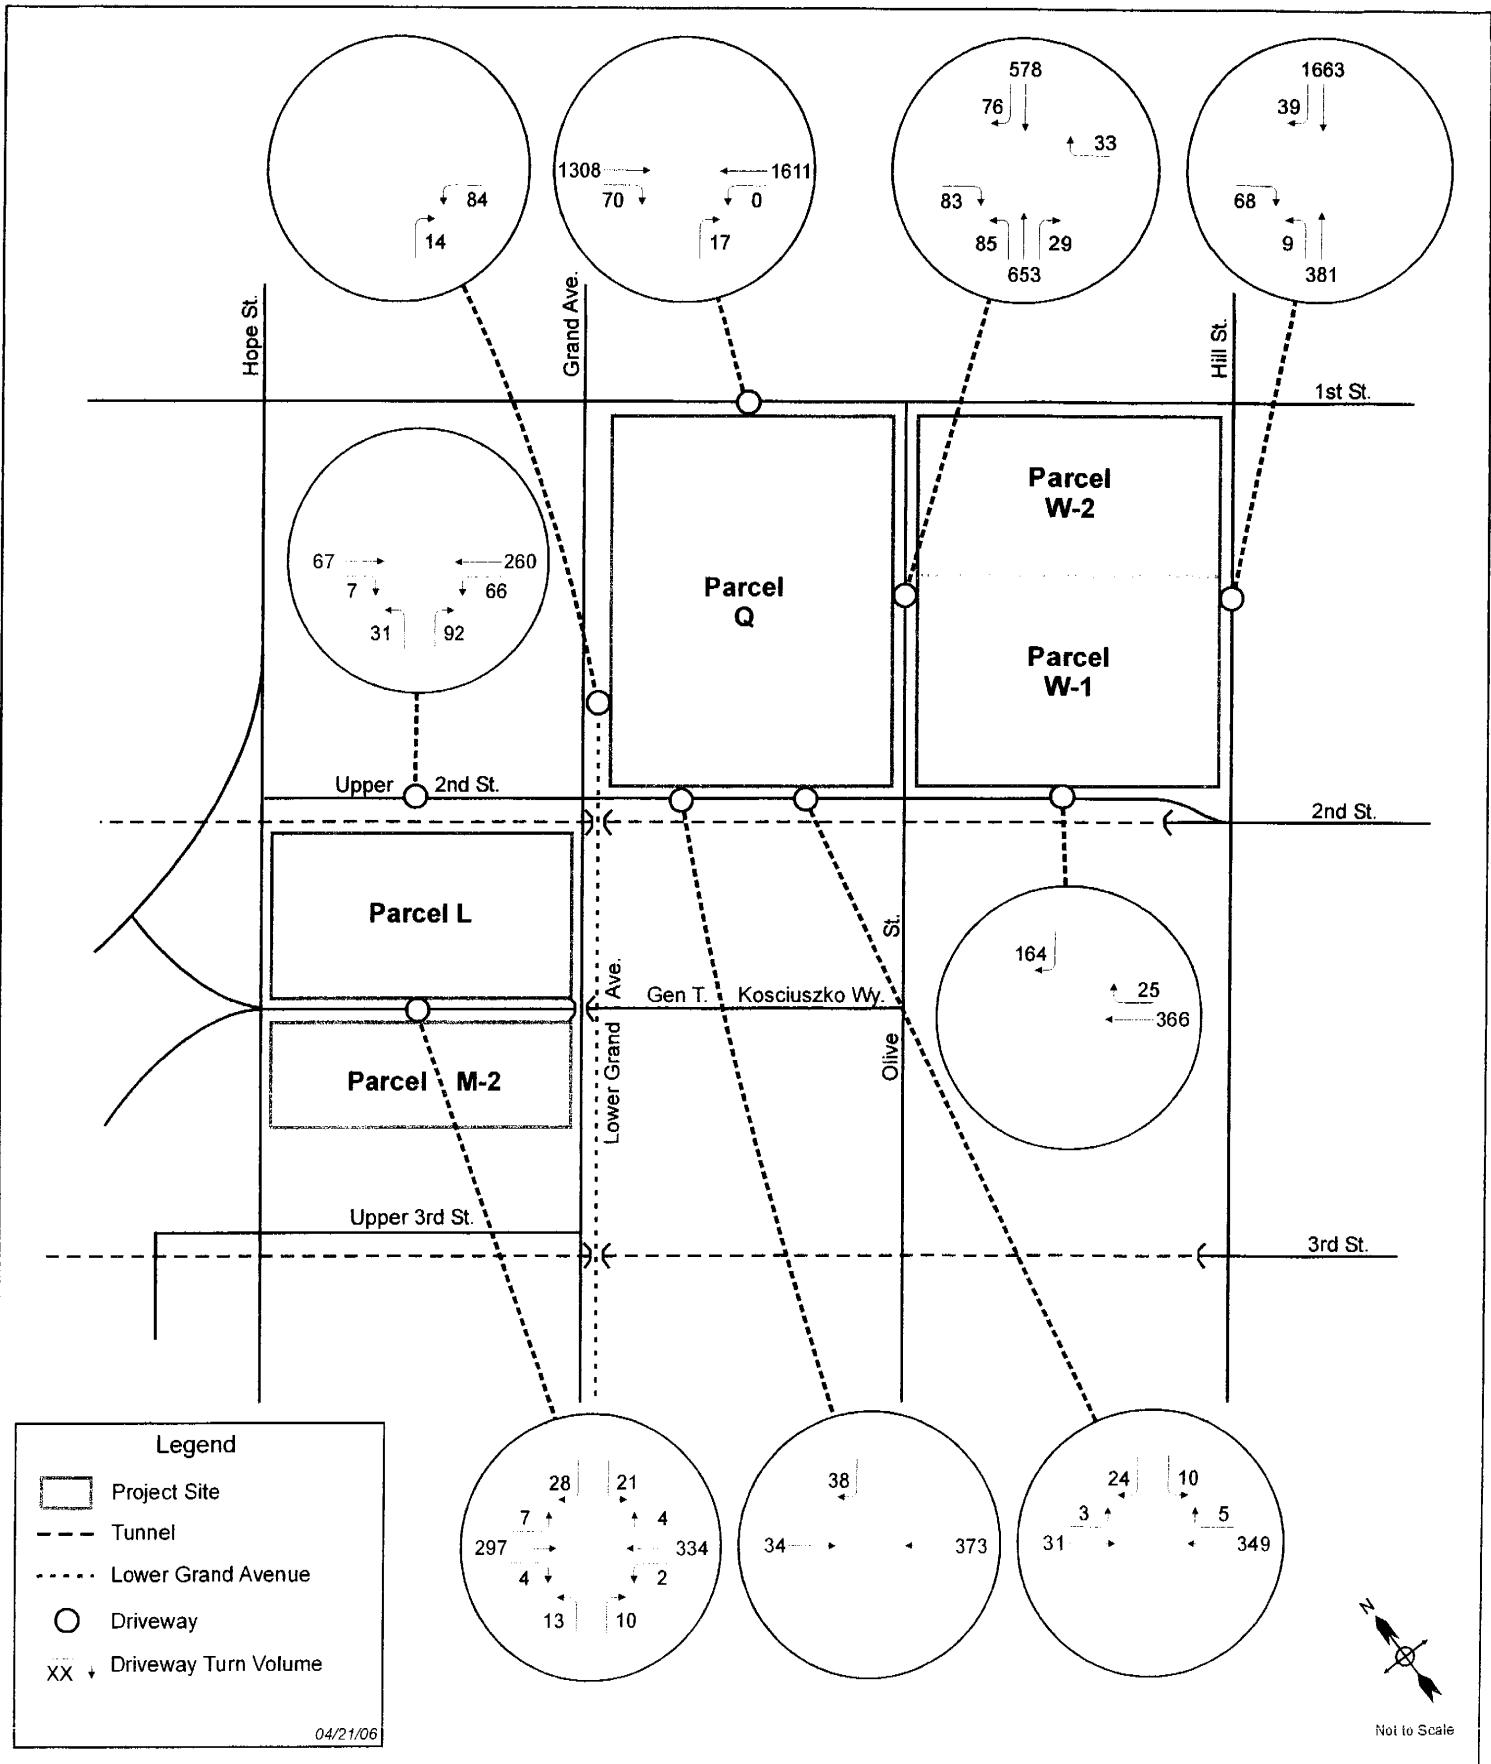 578
1663
76
39
33
1308
1611
84
70
0
83
68
14
17
85
29
9
653
381
Hope St.
Grand Ave.
Hill St.
1st St.
Parcel
W-2
67
260
7
66
31
92
Parcel
Q
Parcel
W-1
Upper 2nd St.
2nd St.
Parcel L
164
25
366
Gen T. Kosciuszko Wy.
Olive St.
Lower Grand Ave.
Parcel M-2
Upper 3rd St.
3rd St.
28
21
7
4
297
334
4
2
13
10
38
34
373
24
10
3
5
31
349
Legend
Project Site
Tunnel
Lower Grand Avenue
Driveway
XX Driveway Turn Volume
04/21/06
N
Not to Scale